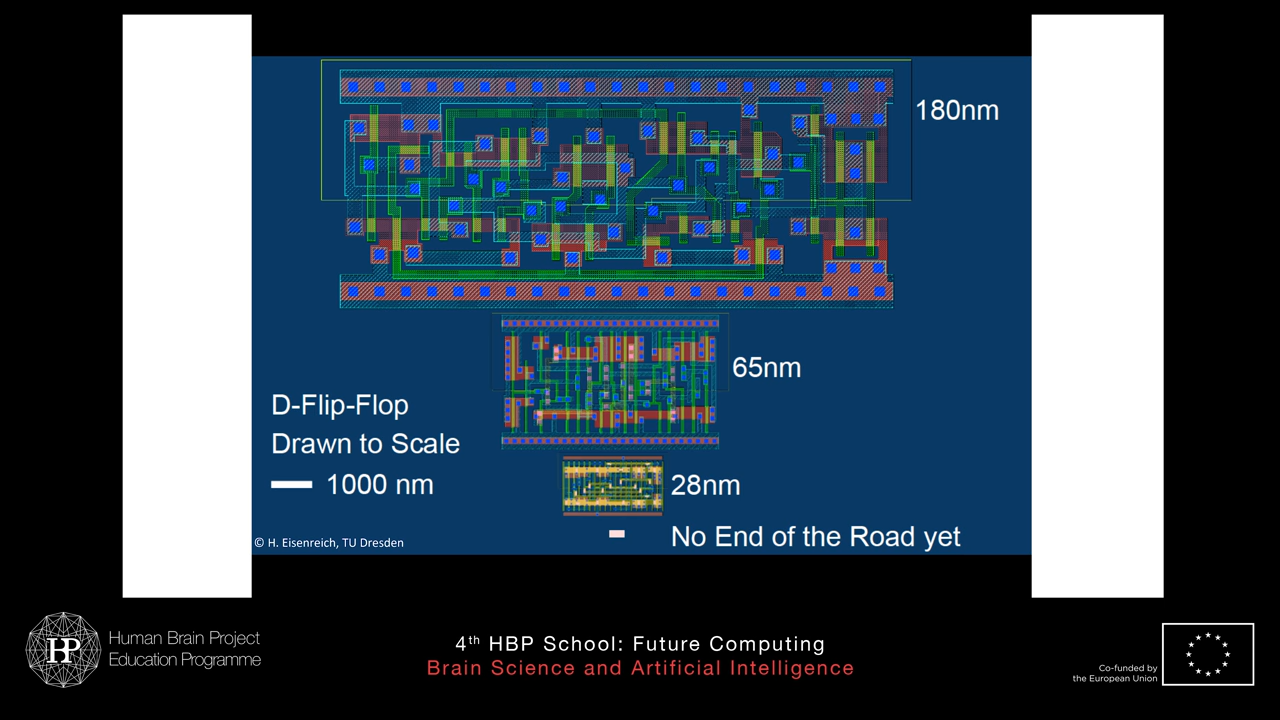 180nm
65nm
D-Flip-Flop
Drawn to Scale
1000 nm
28nm
No End of the Road yet
© H. Eisenreich, TU Dresden
HP
Human Brain Project
Education Programme
4th HBP School: Future Computing
Brain Science and Artificial Intelligence
Co-funded by
the European Union